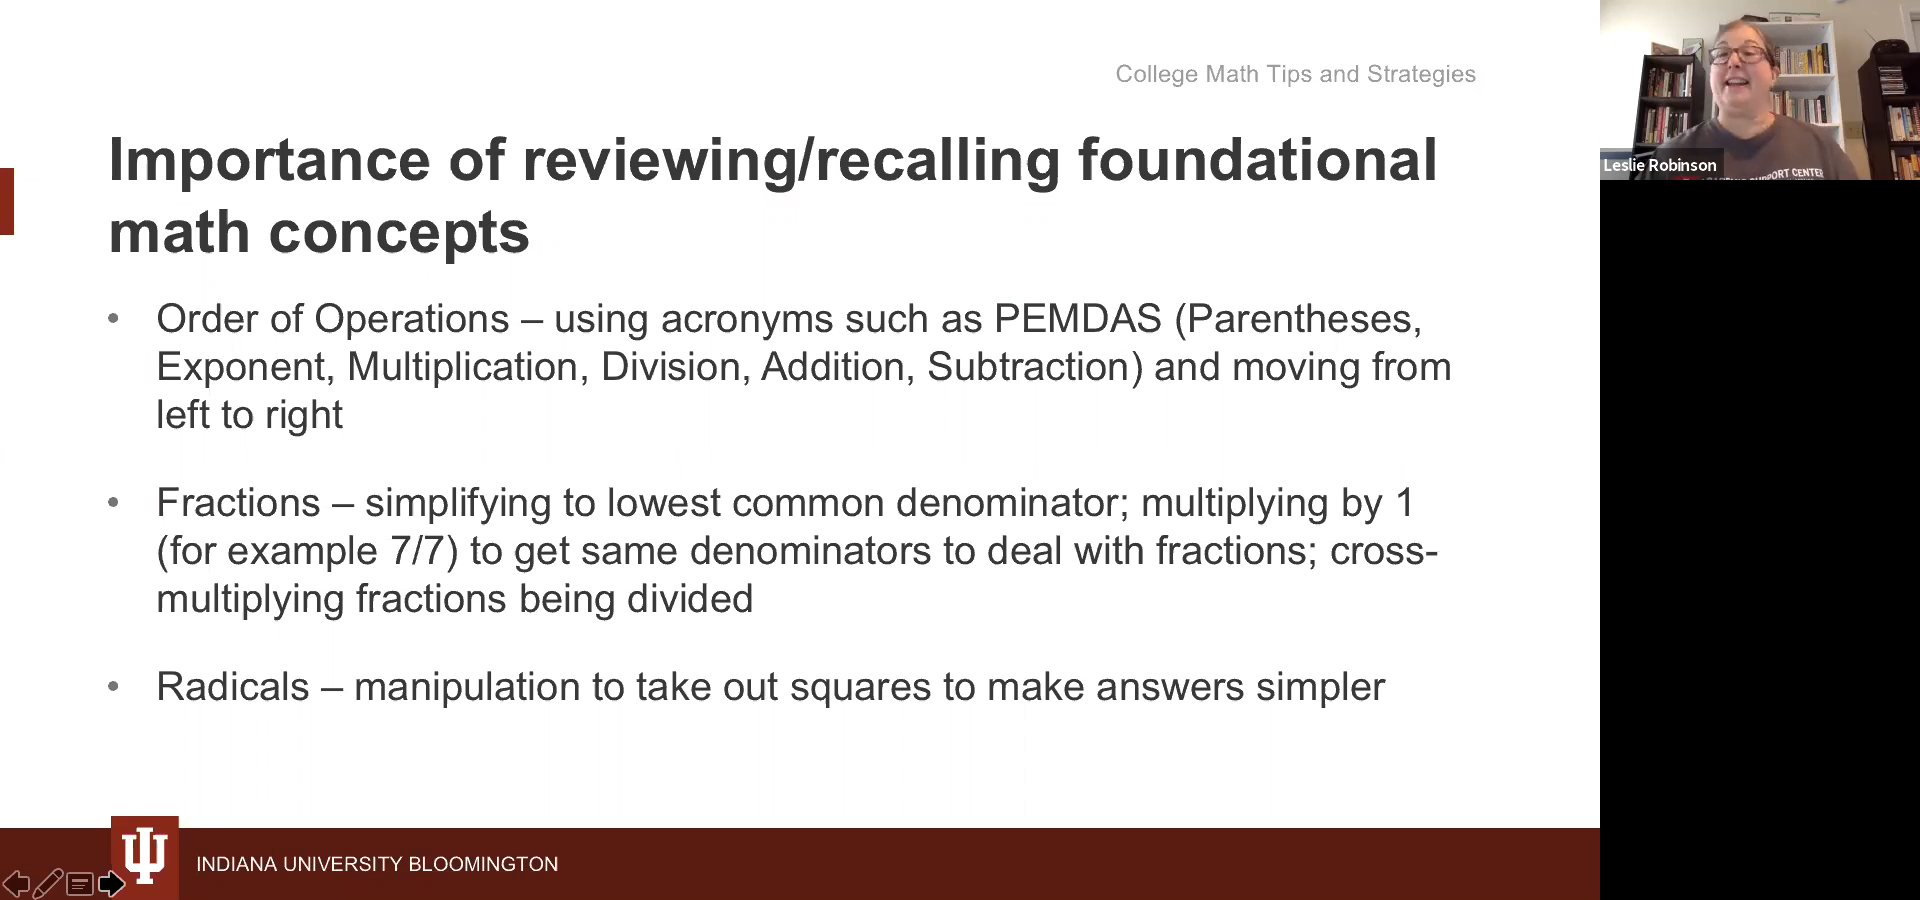 College Math Tips and Strategies
Importance of reviewing/recalling foundational
math concepts
• Order of Operations – using acronyms such as PEMDAS (Parentheses,
Exponent, Multiplication, Division, Addition, Subtraction) and moving from
left to right
• Fractions – simplifying to lowest common denominator; multiplying by 1
(for example 7/7) to get same denominators to deal with fractions; cross-
multiplying fractions being divided
• Radicals – manipulation to take out squares to make answers simpler
INDIANA UNIVERSITY BLOOMINGTON
Leslie Robinson
SUPPORT CENTER